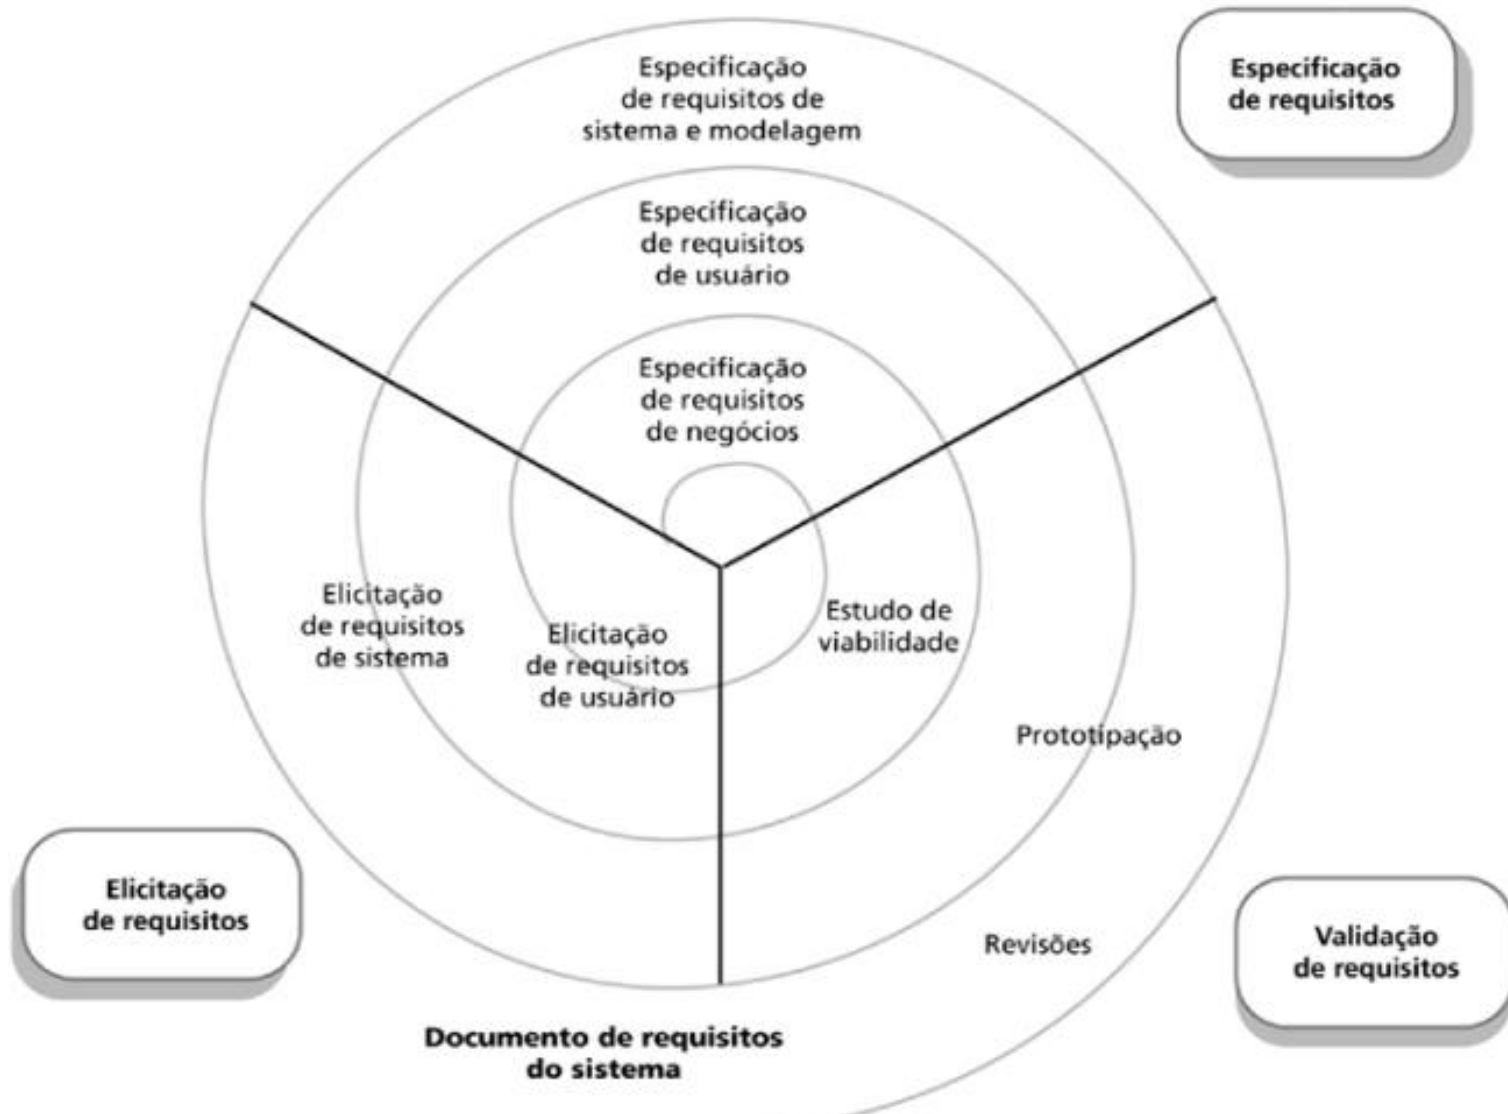 Especificação
de requisitos de
sistema e modelagem
Especificação
de requisitos
Especificação
de requisitos
de usuário
Especificação
de requisitos
de negócios
Elicitação
de requisitos
de sistema
Elicitação
de requisitos
de usuário
Estudo de
viabilidade
Prototipação
Elicitação
de requisitos
Revisões
Validação
de requisitos
Documento de requisitos
do sistema